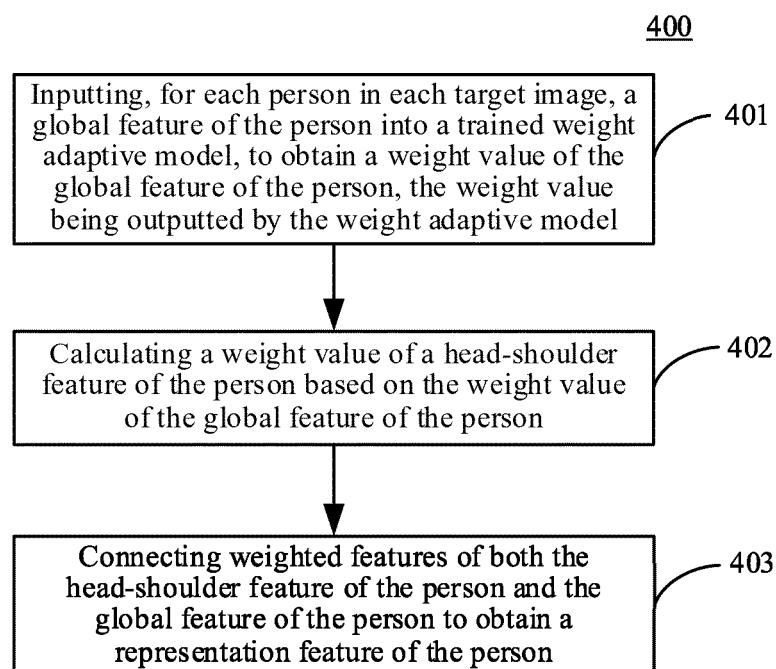 400
Inputting, for each person in each target image, a
global feature of the person into a trained weight
adaptive model, to obtain a weight value of the
global feature of the person, the weight value
being outputted by the weight adaptive model
401
Calculating a weight value of a head-shoulder
feature of the person based on the weight value
of the global feature of the person
402
Connecting weighted features of both the
head-shoulder feature of the person and the
global feature of the person to obtain a
representation feature of the person
403